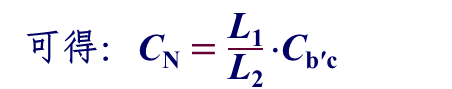 可得: C_N = L_1/L_2 · C_b′c